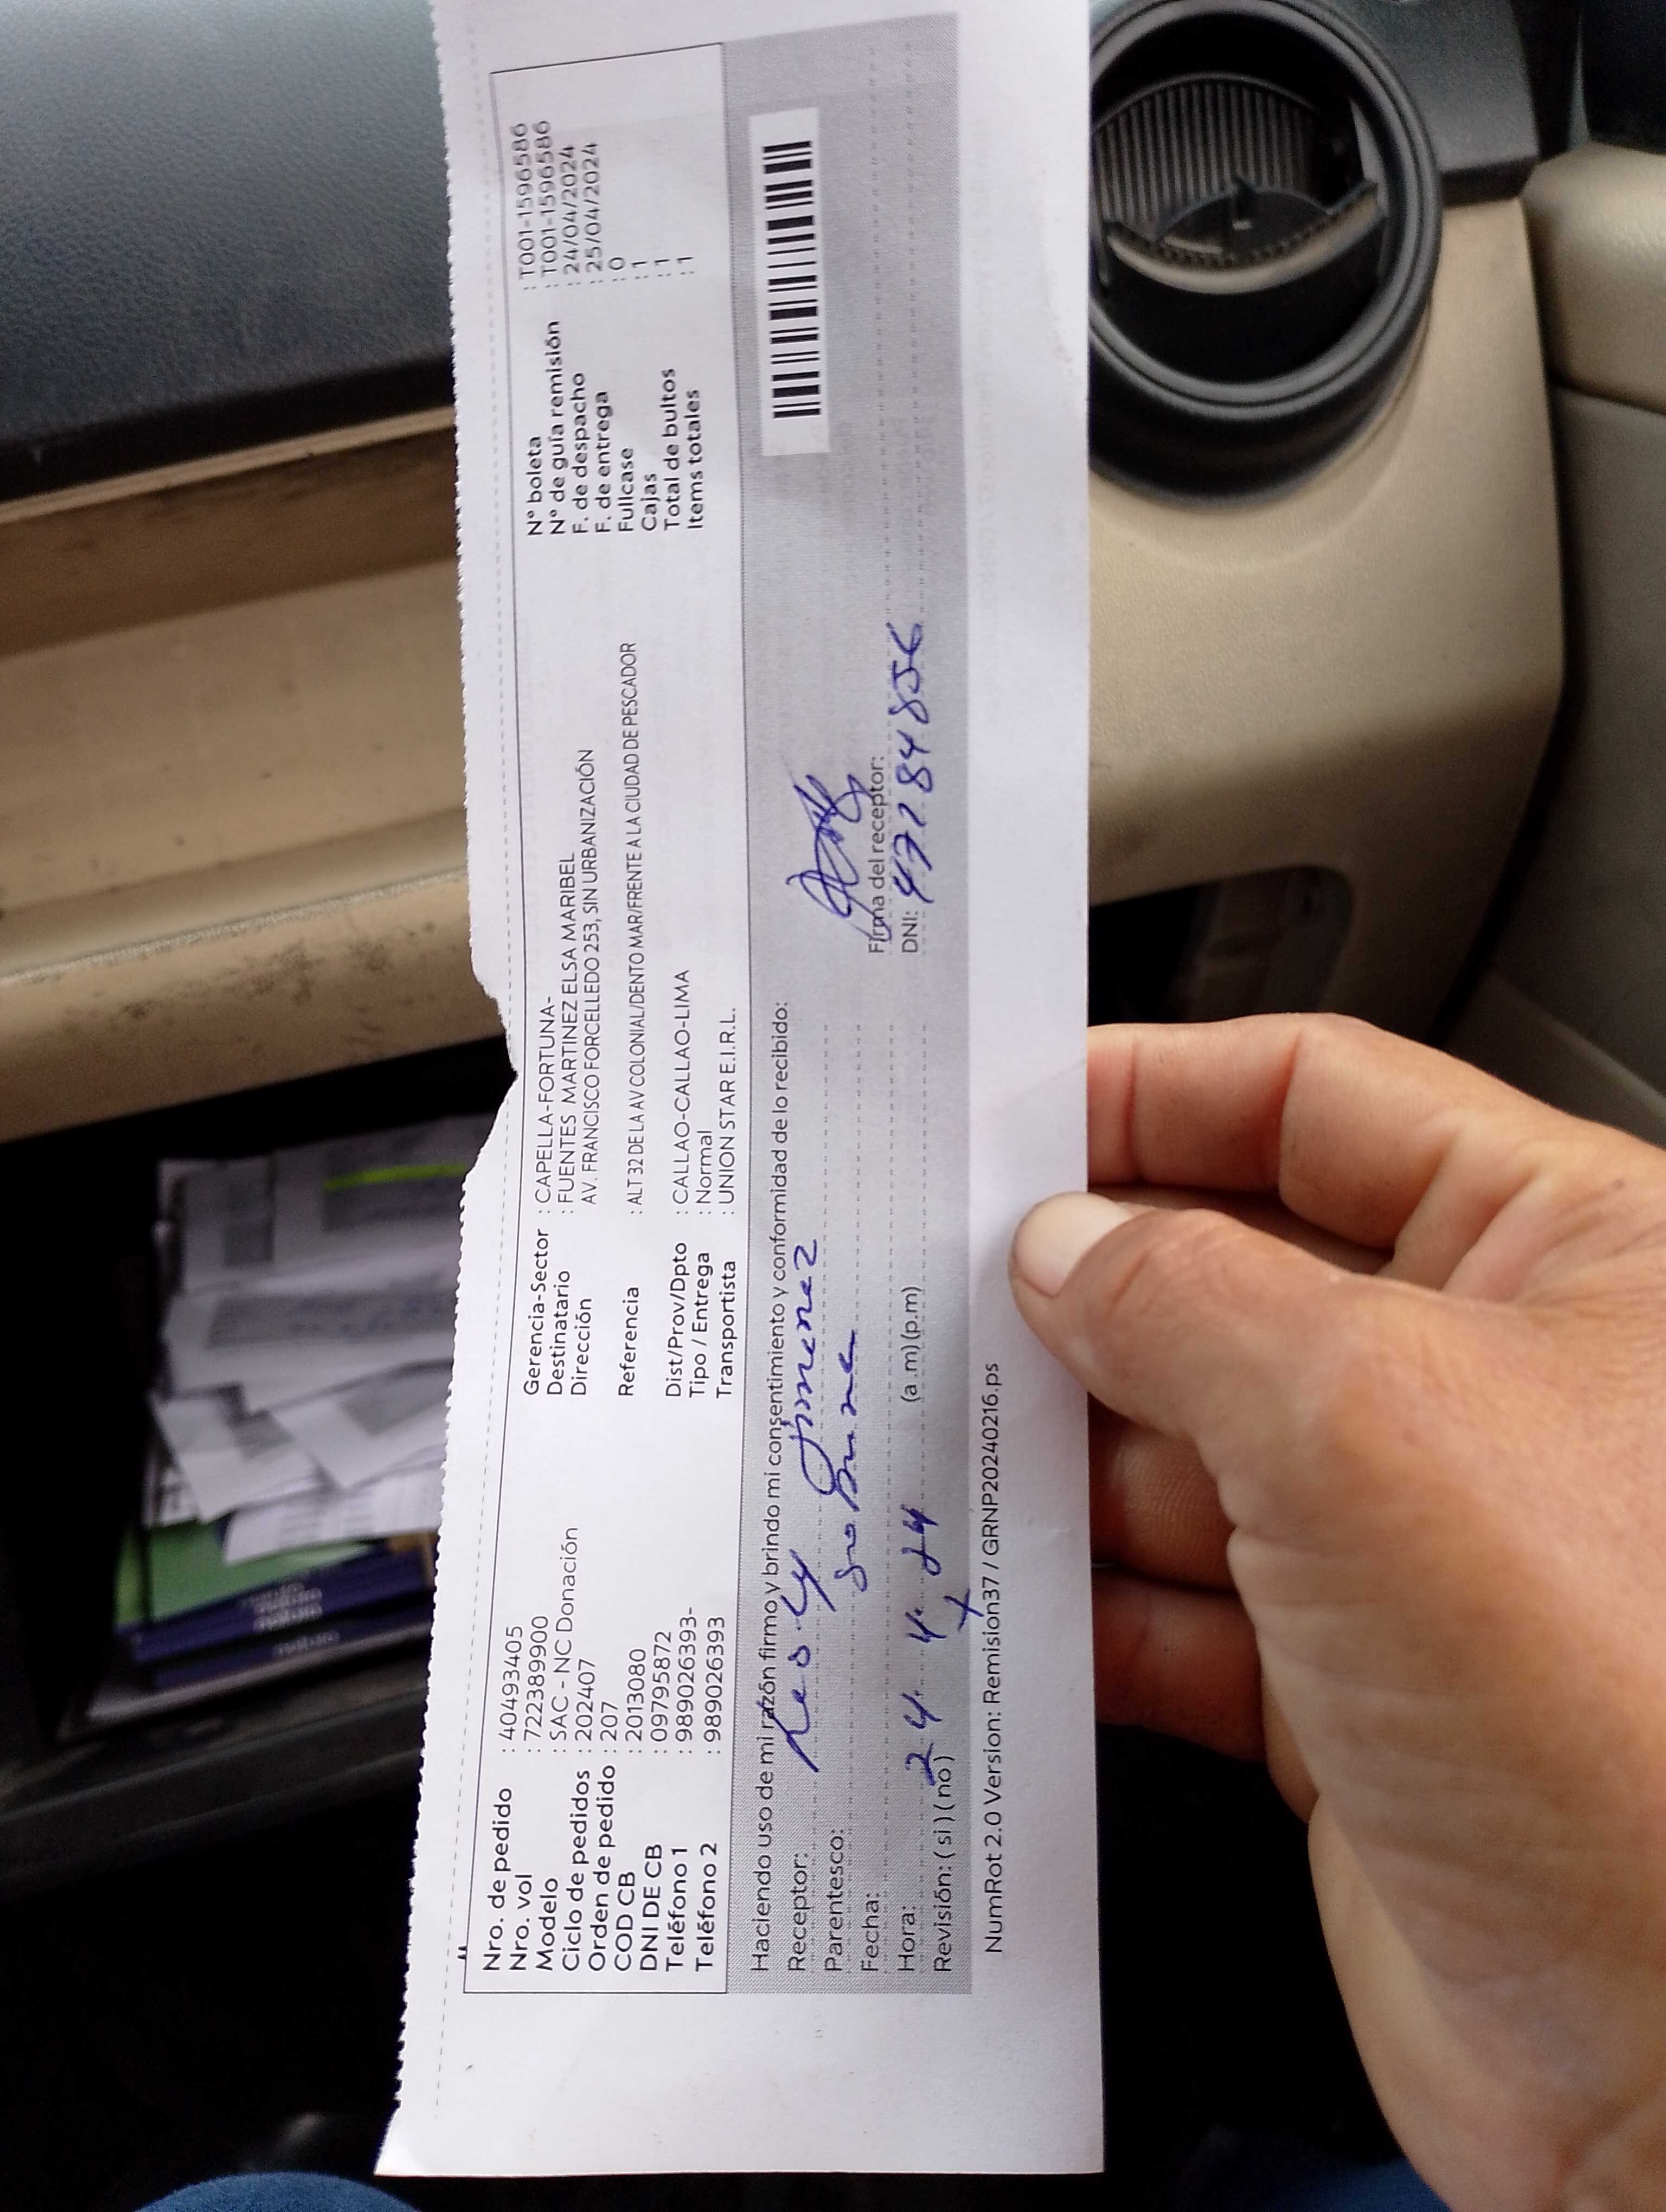 Nro. de pedido : 40493405
Nro. vol : 7223899900
Modelo : SAC - NC Donación
Ciclo de pedidos : 202407
Orden de pedido : 207
COD CB : 2013080
DNI DE CB : 09795872
Teléfono 1 : 989026393-
Teléfono 2 : 989026393
Gerencia-Sector : CAPELLA-FORTUNA-
Destinatario : FUENTES MARTINEZ ELSA MARIBEL
Dirección AV. FRANCISCO FORCELLEDO 253, SIN URBANIZACIÓN
Referencia : ALT 32 DE LA AV COLONIAL/DENTO MAR/FRENTE A LA CIUDAD DE PESCADOR
Dist/Prov/Dpto : CALLAO-CALLAO-LIMA
Tipo / Entrega : Normal
Transportista : UNION STAR E.I.R.L.
N° boleta : T001-1596586
N° de guía remisión : T001-1596586
F. de despacho : 24/04/2024
F. de entrega : 25/04/2024
Fullcase : 0
Cajas : 1
Total de bultos : 1
Items totales : 1
Haciendo uso de mi razón firmo y brindo mi consentimiento y conformidad de lo recibido:
Receptor: Jimenez
Parentesco: Sobrina
Fecha:
Hora: 24 4 24 (a .m) (p.m)
Revisión: ( si ) ( no )
Firma del receptor:
DNI: 47284856
NumRot 2.0 Version: Remision37 / GRNP20240216.ps